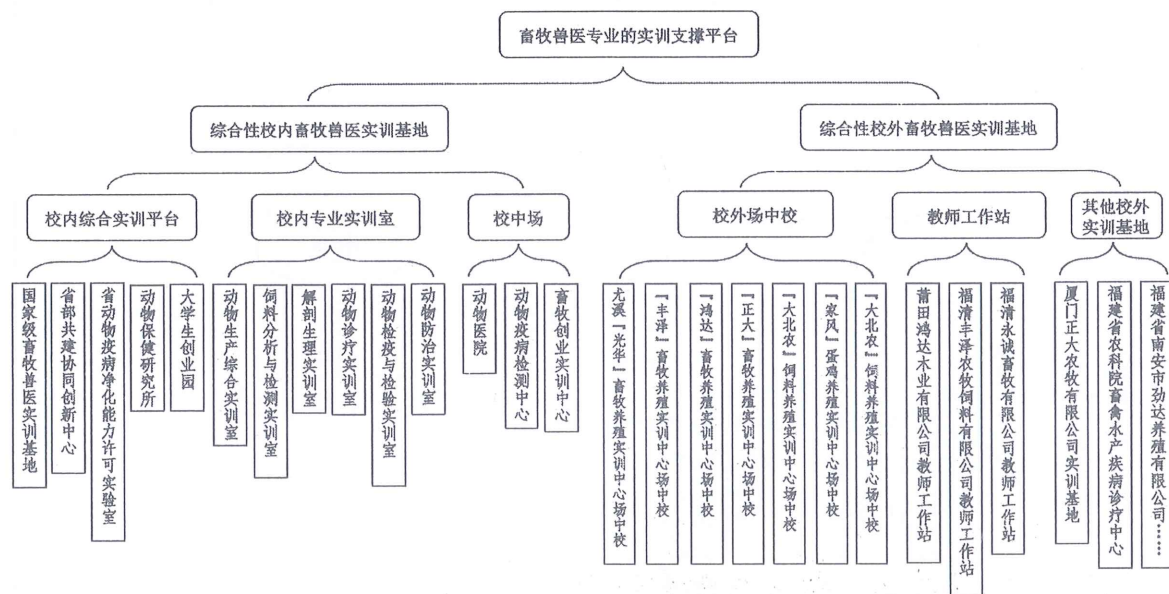 畜牧兽医专业的实训支撑平台
综合性校内畜牧兽医实训基地
综合性校外畜牧兽医实训基地
校内综合实训平台
校内专业实训室
校中场
校外场中校
教师工作站
其他校外
实训基地
国家级畜牧兽医实训基地
省部共建协同创新中心
省动物疫病净化能力许可实验室
动物保健研究所
大学生创业园
动物生产综合实训室
饲料分析与检测实训室
解剖生理实训室
动物诊疗实训室
动物检疫与检验实训室
动物防治实训室
动物医院
动物疫病检测中心
畜牧创业实训中心
尤溪『光华』畜牧养殖实训中心场中校
『丰泽』畜牧养殖实训中心场中校
『鸿达』畜牧养殖实训中心场中校
『正大』畜牧养殖实训中心场中校
『大北农』饲料养殖实训中心场中校
『家风』蛋鸡养殖实训中心场中校
『大北农』饲料养殖实训中心场中校
莆田鸿达木业有限公司教师工作站
福清丰泽农牧饲料有限公司教师工作站
福清永诚畜牧有限公司教师工作站
厦门正大农牧有限公司实训基地
福建省农科院畜禽水产疾病诊疗中心
福建省南安市劲达养殖有限公司……